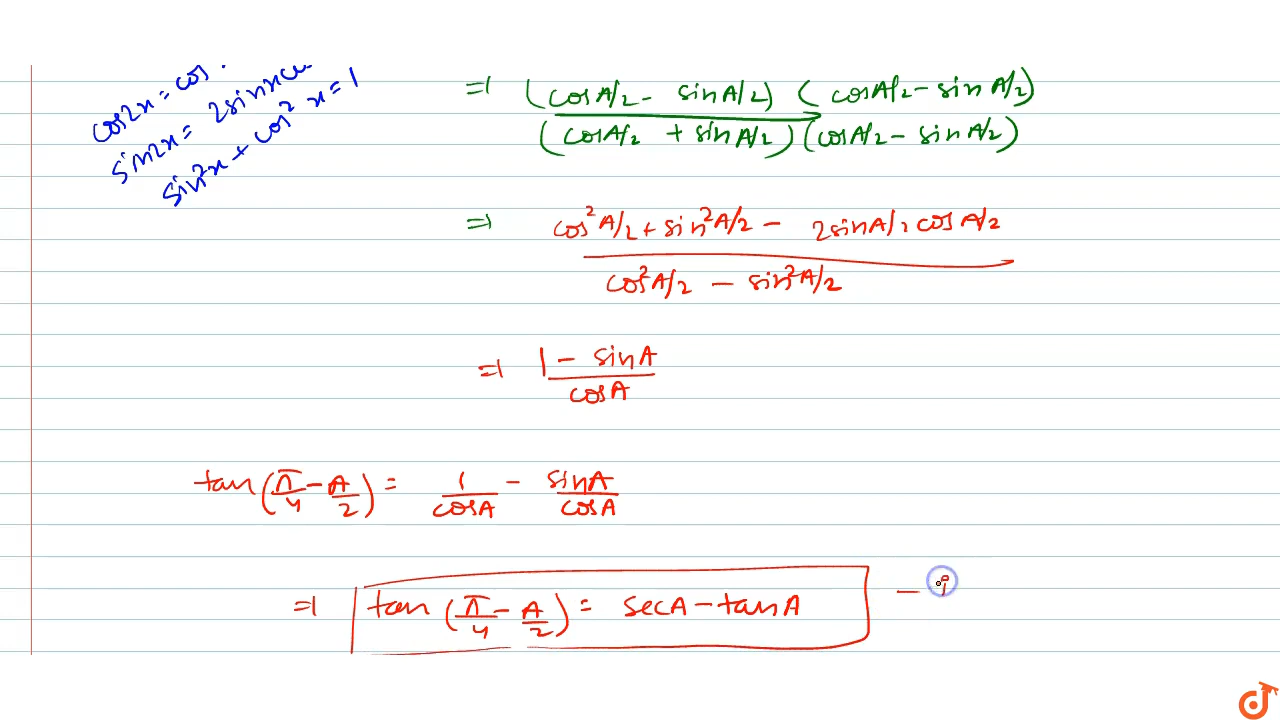 cos2x = cos
sin2x = 2sinx
sin²x + cos²x = 1
⇒ (cosA/2 - sinA/2) (cosA/2 - sinA/2)
(cosA/2 + sinA/2) (cosA/2 - sinA/2)
⇒ cos²A/2 + sin²A/2 - 2sinA/2 cosA/2
cos²A/2 - sin²A/2
⇒ 1 - sinA
cosA
tan(π/4 - A/2) = 1/cosA - sinA/cosA
⇒ tan(π/4 - A/2) = secA - tanA - i